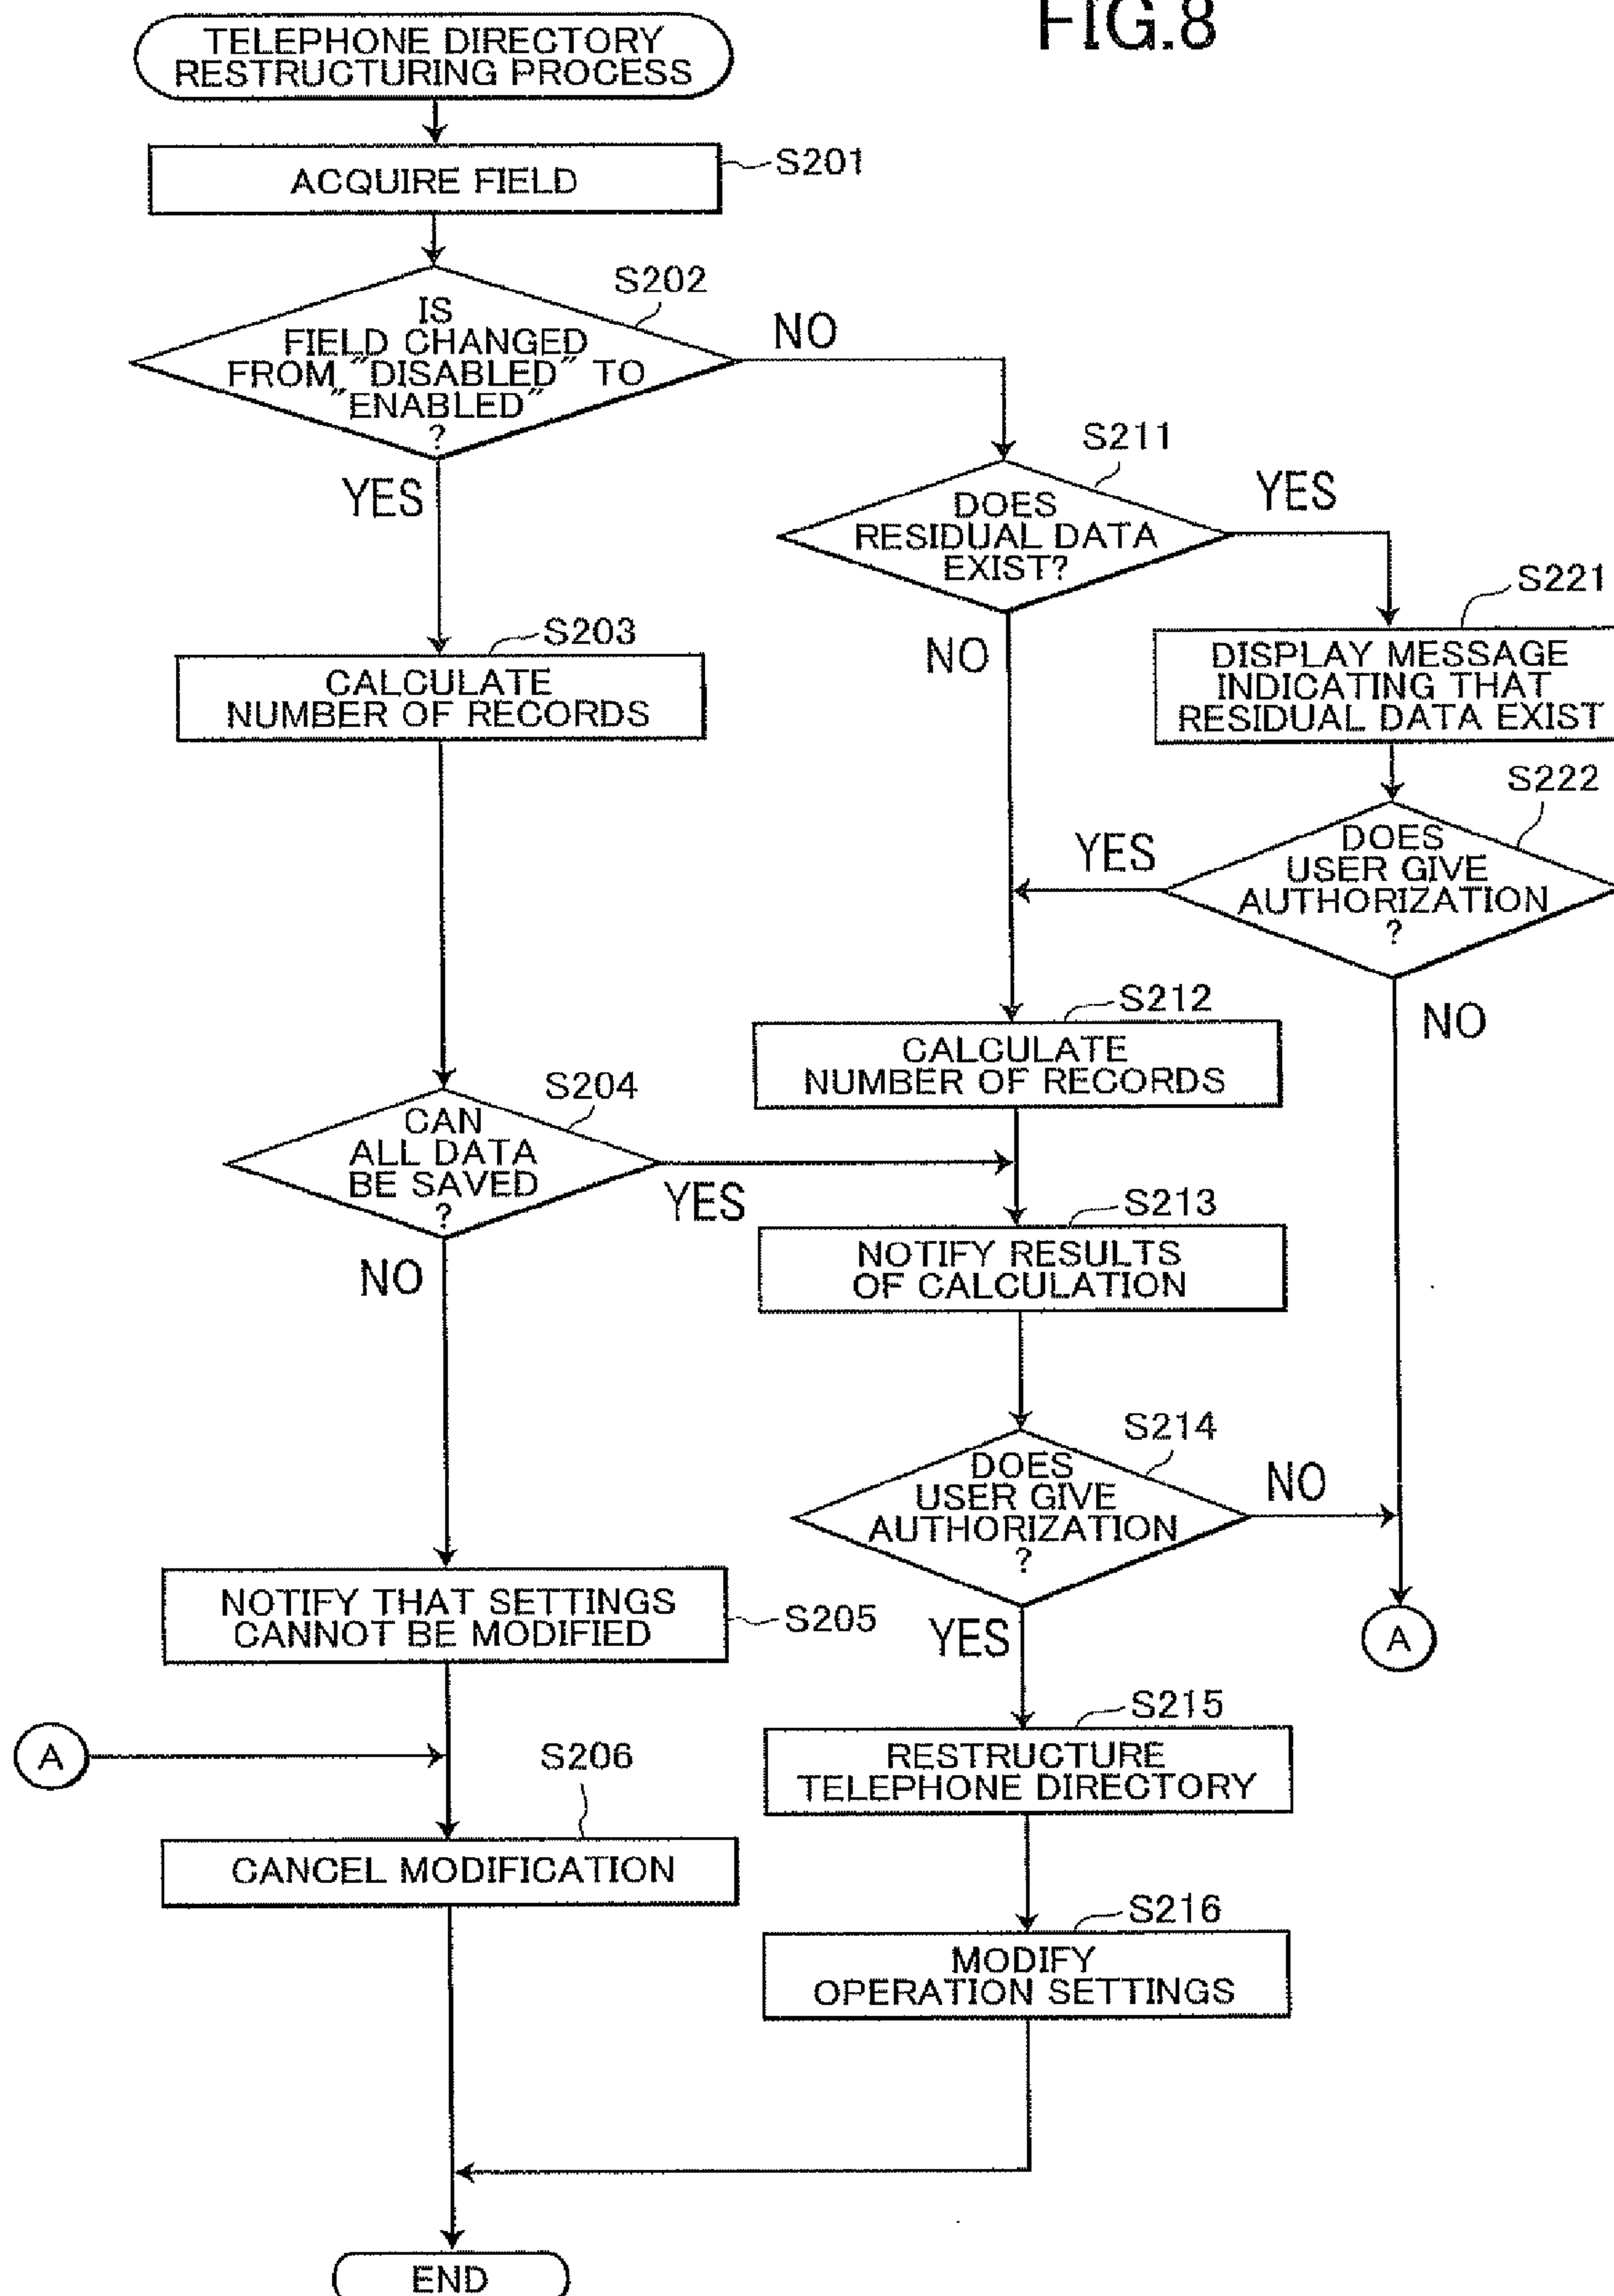 FIG.8
TELEPHONE DIRECTORY
RESTRUCTURING PROCESS
ACQUIRE FIELD
S201
S202
IS
FIELD CHANGED
FROM "DISABLED" TO
"ENABLED"
?
NO
YES
S211
DOES
RESIDUAL DATA
EXIST?
YES
NO
S221
DISPLAY MESSAGE
INDICATING THAT
RESIDUAL DATA EXIST
S203
CALCULATE
NUMBER OF RECORDS
S222
DOES
USER GIVE
AUTHORIZATION
?
YES
NO
S212
CALCULATE
NUMBER OF RECORDS
S204
CAN
ALL DATA
BE SAVED
?
YES
NO
S213
NOTIFY RESULTS
OF CALCULATION
S214
DOES
USER GIVE
AUTHORIZATION
?
NO
YES
NOTIFY THAT SETTINGS
CANNOT BE MODIFIED
S205
A
S215
RESTRUCTURE
TELEPHONE DIRECTORY
A
S206
CANCEL MODIFICATION
S216
MODIFY
OPERATION SETTINGS
END